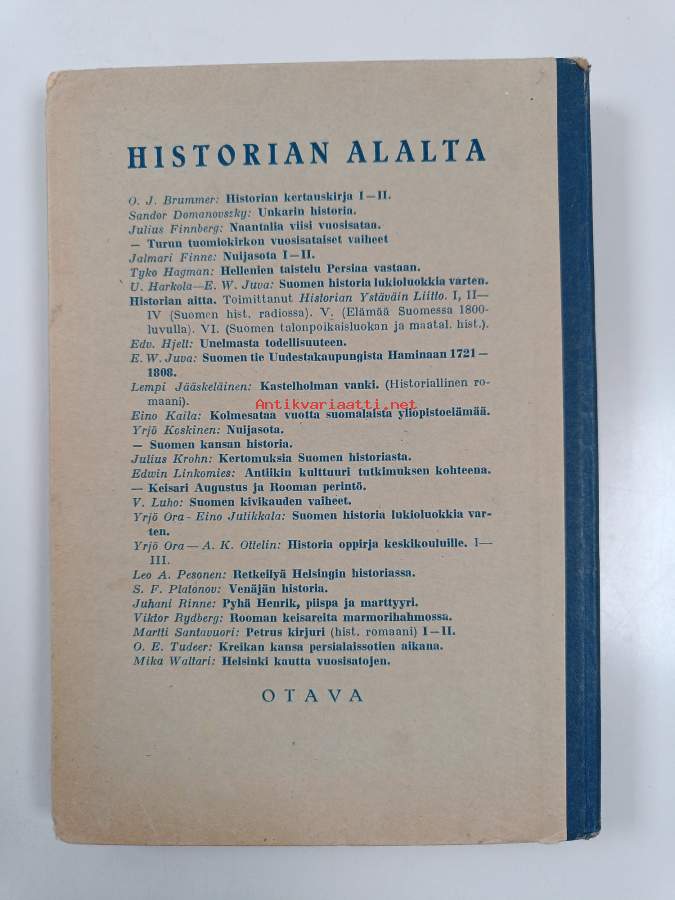 HISTORIAN ALALTA
O. J. Brummer: Historian kertauskirja I—II.
Sandor Domanovszky: Unkarin historia.
Julius Finnberg: Naantalia viisi vuosisataa.
— Turun tuomiokirkon vuosisataiset vaiheet
Jalmari Finne: Nuijasota I—II.
Tyko Hagman: Hellenien taistelu Persiaa vastaan.
U. Harkola—E. W. Juva: Suomen historia lukioluokkia varten.
Historian aitta. Toimittanut Historian Ystäväin Liitto. I, II—
IV (Suomen hist. radiossa). V. (Elämää Suomessa 1800-
luvulla). VI. (Suomen talonpoikaisluokan ja maatal. hist.).
Edv. Hjelt: Unelmasta todellisuuteen.
E. W. Juva: Suomen tie Uudestakaupungista Haminaan 1721—
1808.
Lempi Jääskeläinen: Kastelholman vanki. (Historiallinen ro-
maani).
Antikvariaatti.net
Eino Kaila: Kolmesataa vuotta suomalaista yliopistoelämää.
Yrjö Koskinen: Nuijasota.
— Suomen kansan historia.
Julius Krohn: Kertomuksia Suomen historiasta.
Edwin Linkomies: Antiikin kulttuuri tutkimuksen kohteena.
— Keisari Augustus ja Rooman perintö.
V. Luho: Suomen kivikauden vaiheet.
Yrjö Ora - Eino Jutikkala: Suomen historia lukioluokkia var-
ten.
Yrjö Ora — A. K. Ottelin: Historia oppirja keskikouluille. I—
III.
Leo A. Pesonen: Retkeilyä Helsingin historiassa.
S. F. Platonov: Venäjän historia.
Juhani Rinne: Pyhä Henrik, piispa ja marttyyri.
Viktor Rydberg: Rooman keisareita marmorihahmossa.
Martti Santavuori: Petrus kirjuri (hist. romaani) I—II.
O. E. Tudeer: Kreikan kansa persialaissotien aikana.
Mika Waltari: Helsinki kautta vuosisatojen.
OTAVA